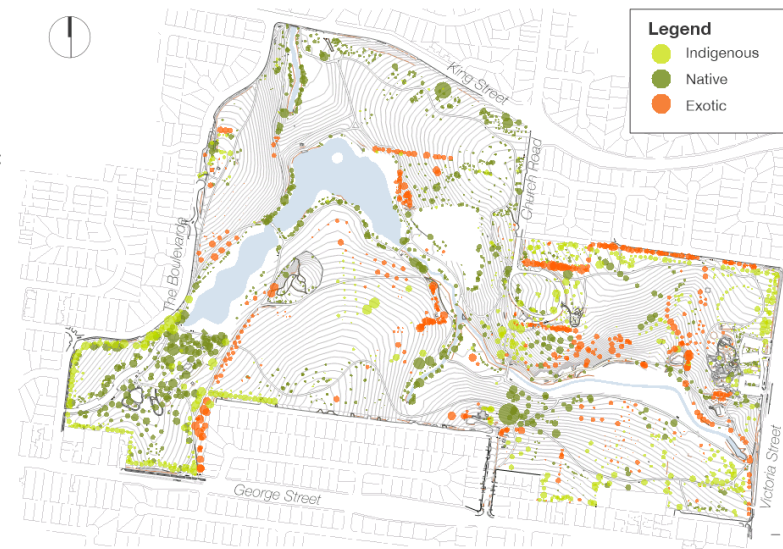 Legend
Indigenous
Native
Exotic
King Street
Church Road
The Boulevarde
George Street
Victoria Street